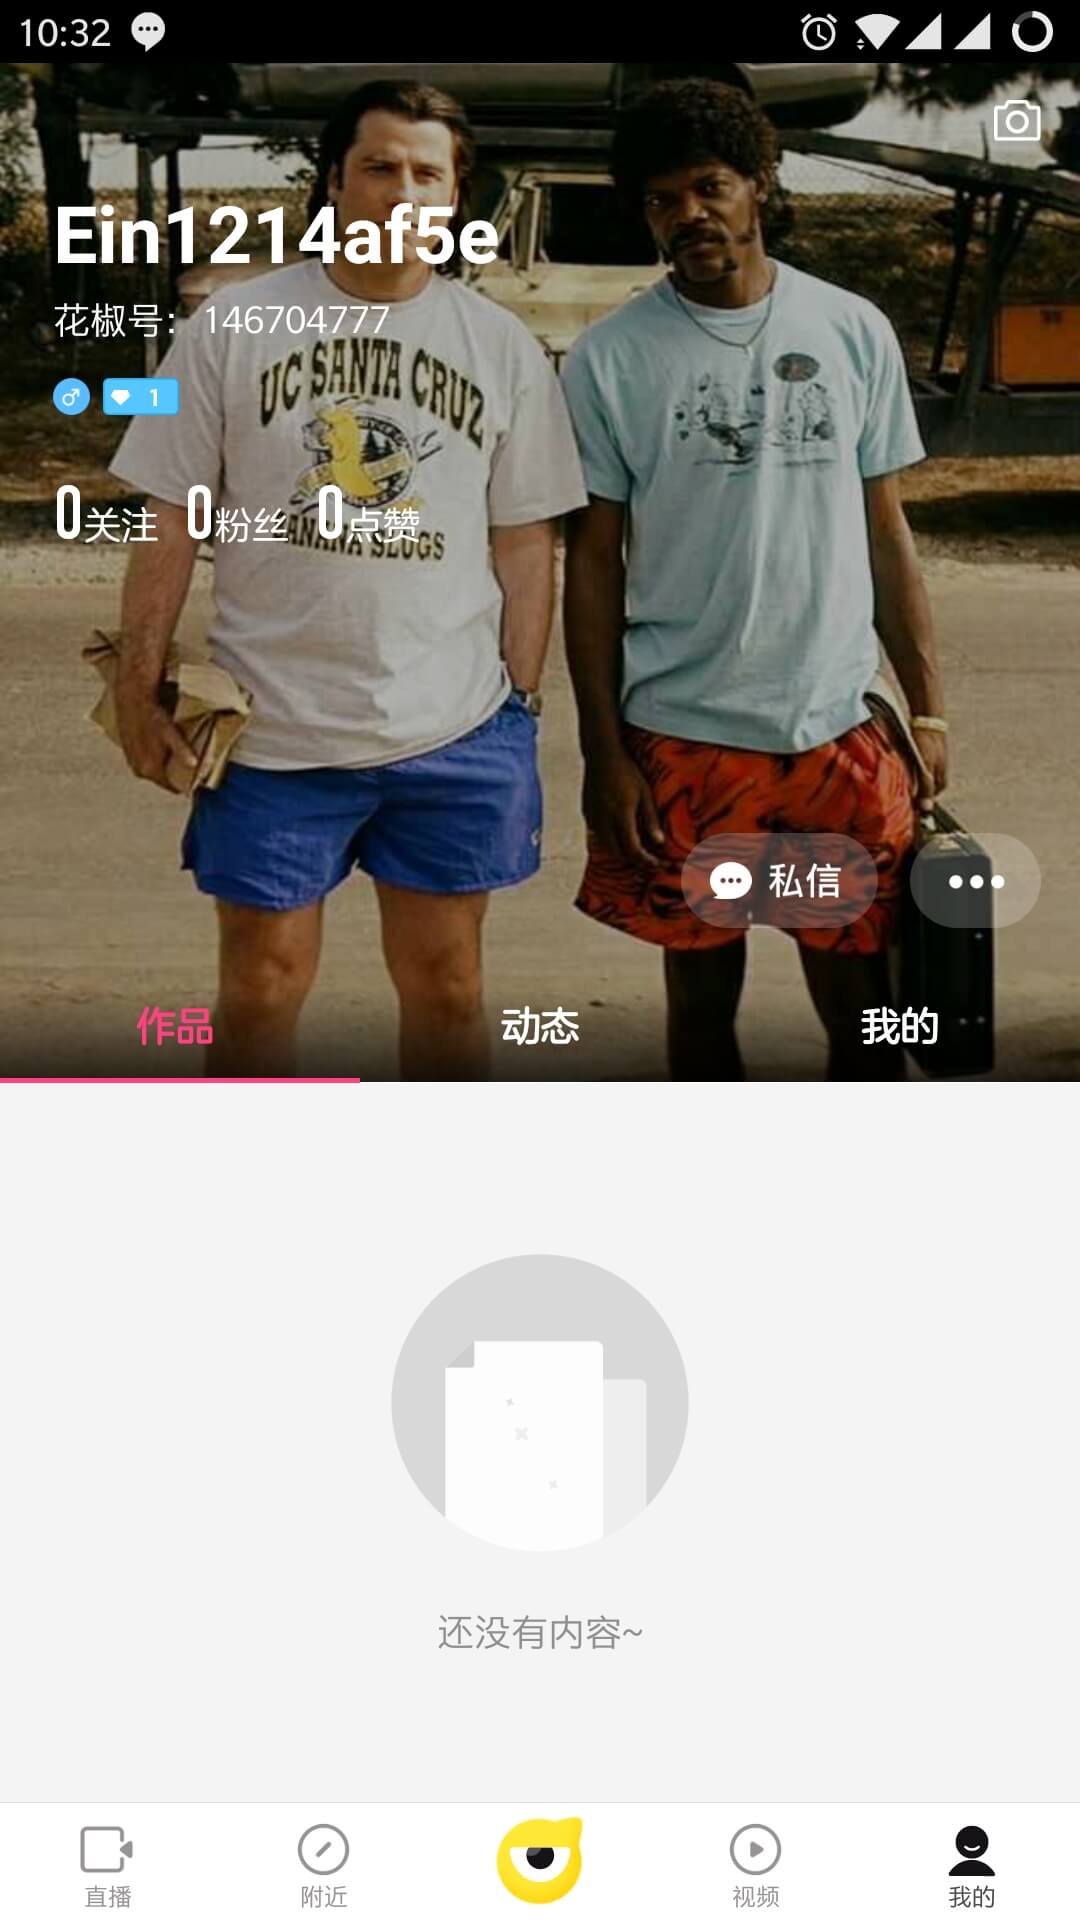 10:32
Ein1214af5e
花椒号： 146704777
UC SANTA CRUZ
1
BANANA SLUGS
0关注 0粉丝 0点赞
私信
作品 动态 我的
还没有内容~
直播 附近 视频 我的